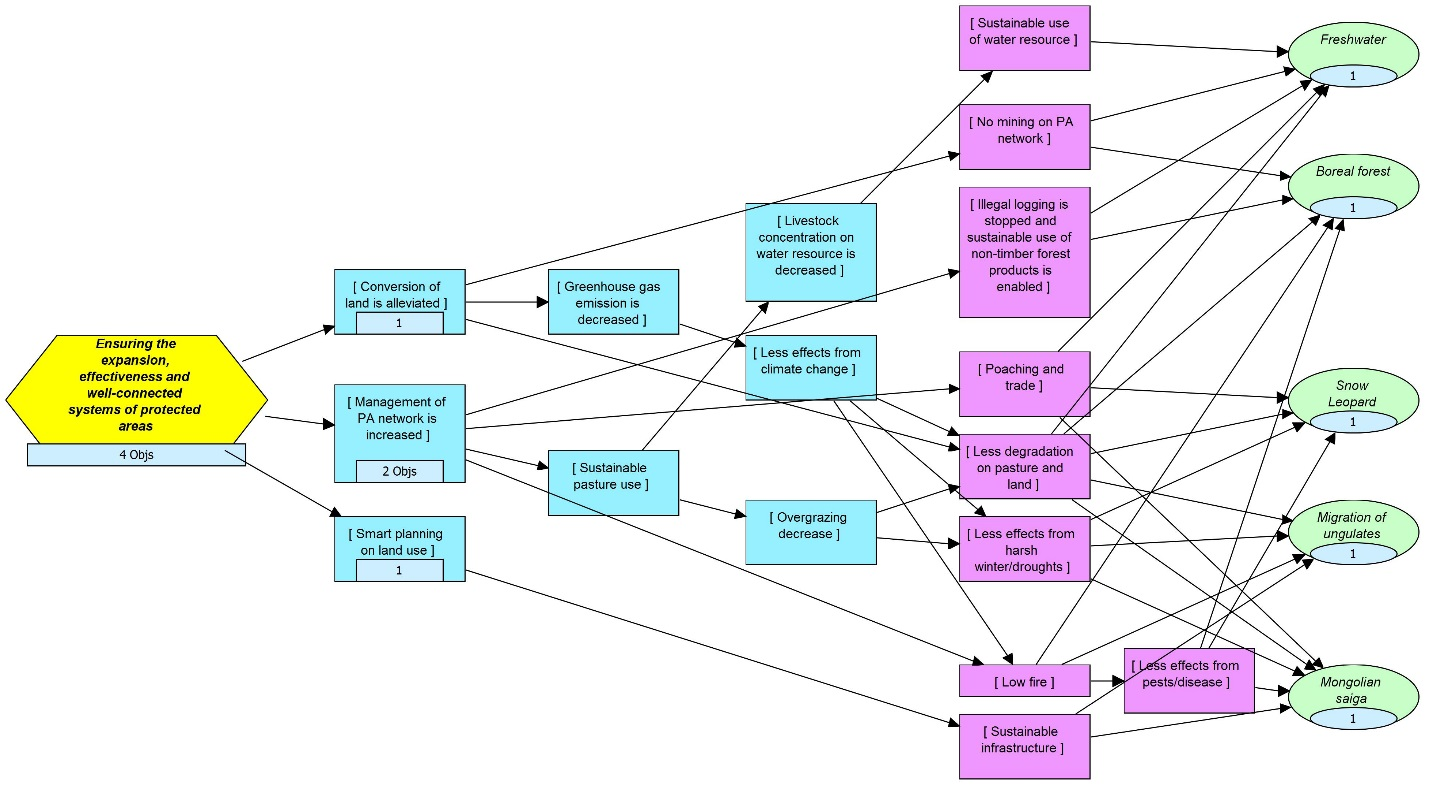 Ensuring the
expansion,
effectiveness and
well-connected
systems of protected
areas
4 Objs
[ Conversion of
land is alleviated ]
1
[ Management of
PA network is
increased ]
2 Objs
[ Smart planning
on land use ]
1
[ Greenhouse gas
emission is
decreased ]
[ Sustainable
pasture use ]
[ Livestock
concentration on
water resource is
decreased ]
[ Less effects from
climate change ]
[ Overgrazing
decrease ]
[ Sustainable use
of water resource ]
[ No mining on PA
network ]
[ Illegal logging is
stopped and
sustainable use of
non-timber forest
products is
enabled ]
[ Poaching and
trade ]
[ Less degradation
on pasture and
land ]
[ Less effects from
harsh
winter/droughts ]
[ Low fire ]
[ Sustainable
infrastructure ]
[ Less effects from
pests/disease ]
Freshwater
1
Boreal forest
1
Snow
Leopard
1
Migration of
ungulates
1
Mongolian
saiga
1